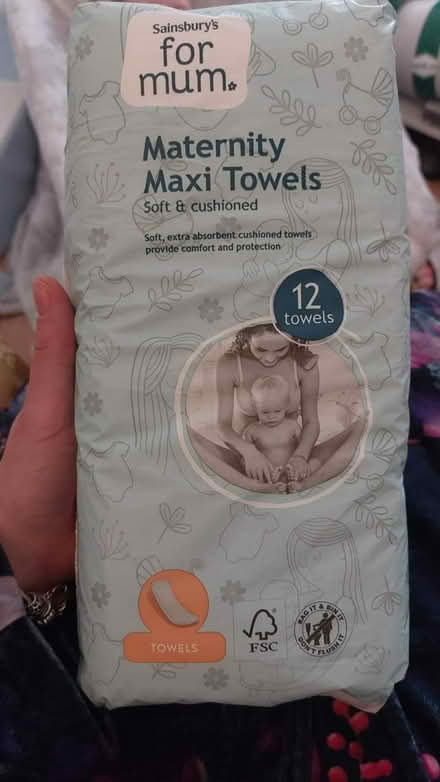 Sainsbury's
for
mum.
Maternity
Maxi Towels
Soft & cushioned
Soft, extra absorbent cushioned towels
provide comfort and protection
12
towels
TOWELS
FSC
BAG IT & BIN IT
DON'T FLUSH IT